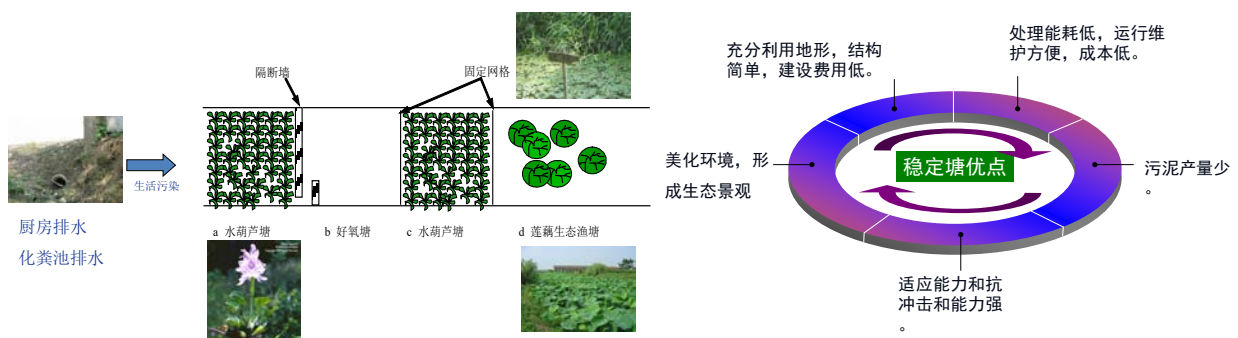 隔断墙
固定网格
生活污染
厨房排水
化粪池排水
a 水葫芦塘
b 好氧塘
c 水葫芦塘
d 莲藕生态渔塘
充分利用地形，结构
简单，建设费用低。
处理能耗低，运行维
护方便，成本低。
美化环境，形
成生态景观
稳定塘优点
污泥产量少
。
适应能力和抗
冲击和能力强
。